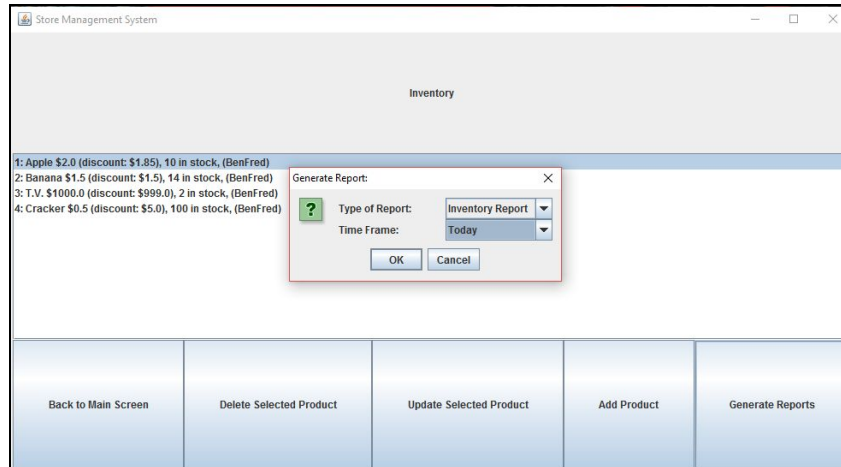 Store Management System
Inventory
1: Apple $2.0 (discount: $1.85), 10 in stock, (BenFred)
2: Banana $1.5 (discount: $1.5), 14 in stock, (BenFred)
3: T.V. $1000.0 (discount: $999.0), 2 in stock, (BenFred)
4: Cracker $0.5 (discount: $5.0), 100 in stock, (BenFred)
Generate Report:
Type of Report: Inventory Report
Time Frame: Today
OK Cancel
Back to Main Screen Delete Selected Product Update Selected Product Add Product Generate Reports